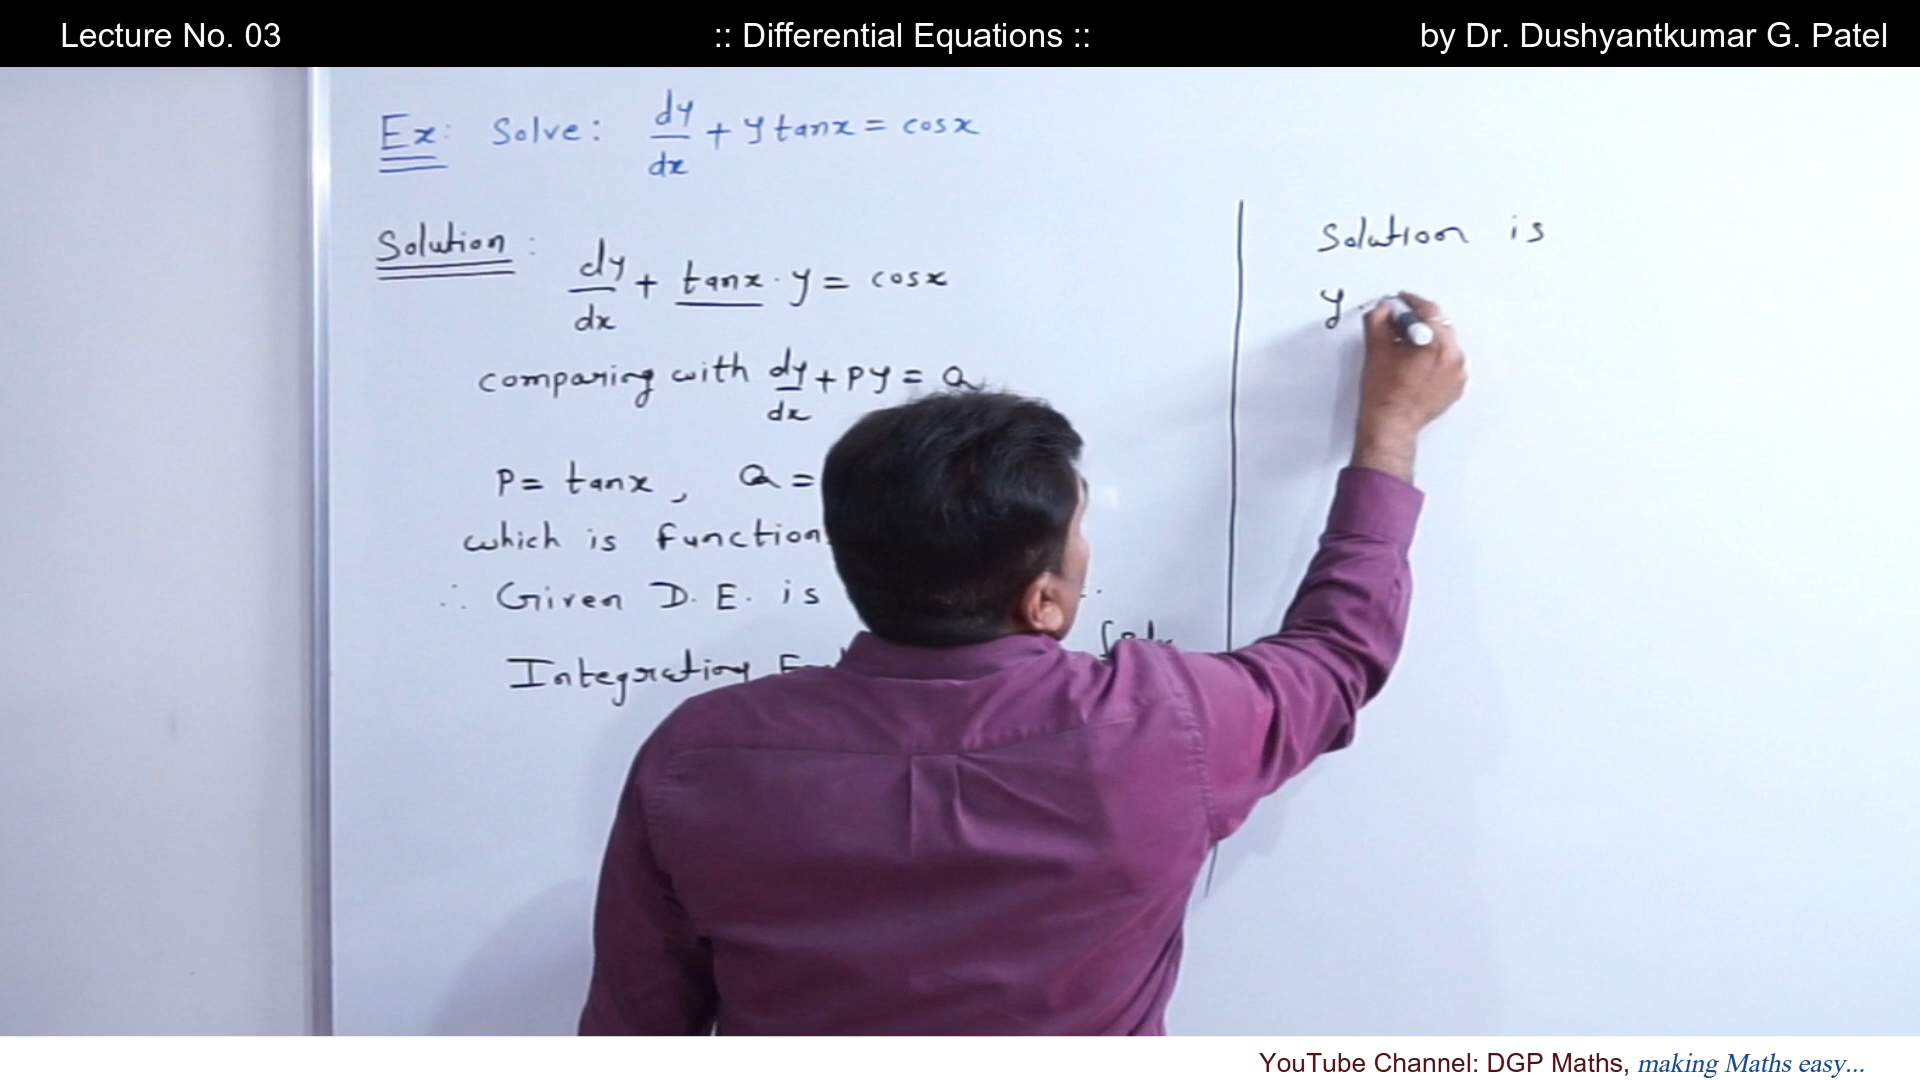 Lecture No. 03
:: Differential Equations ::
by Dr. Dushyantkumar G. Patel
Ex: Solve: dy/dx + y tanx = cosx
Solution:
dy/dx + tanx · y = cosx
comparing with dy/dx + Py = Q
P = tanx, Q =
which is function
∴ Given D.E. is
Integrating
Solution is
y ·
YouTube Channel: DGP Maths, making Maths easy...